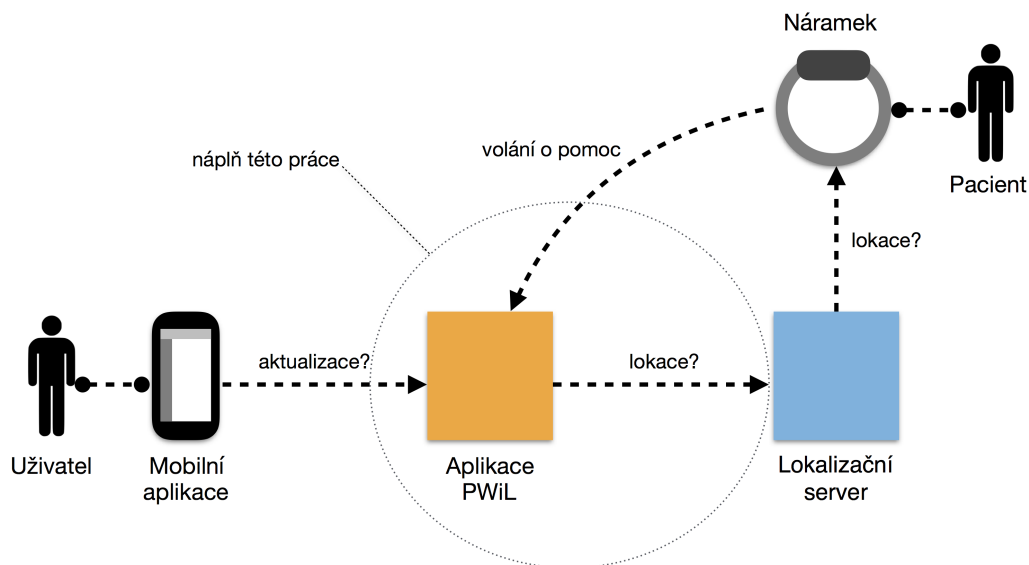 Náramek
volání o pomoc
náplň této práce
Pacient
lokace?
aktualizace?
lokace?
Uživatel
Mobilní
aplikace
Aplikace
PWiL
Lokalizační
server